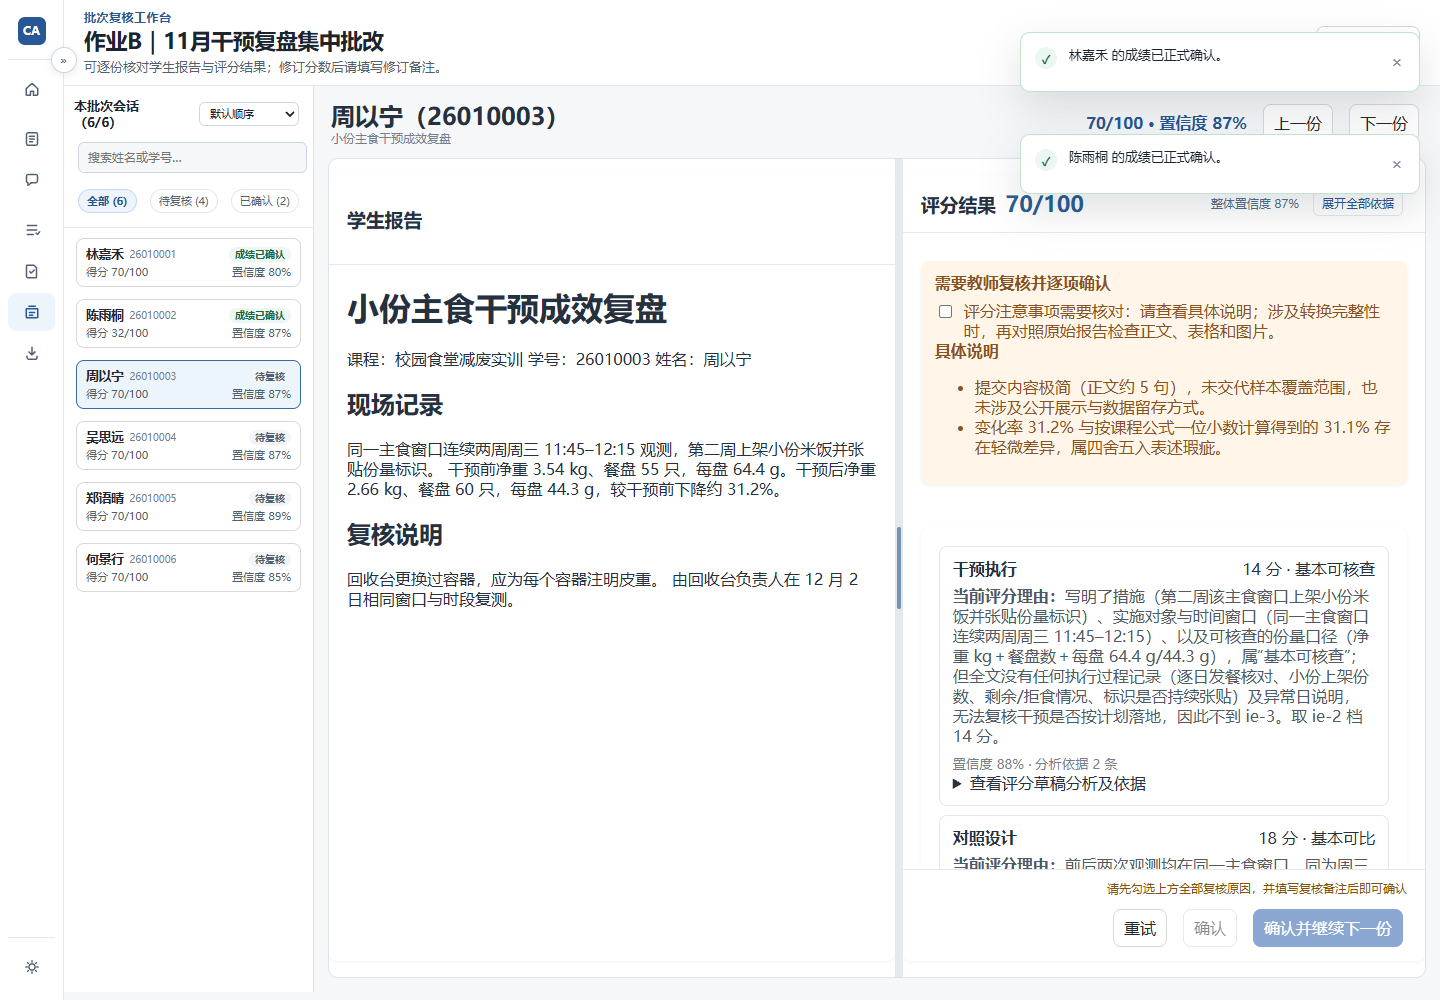 CA
»
批次复核工作台
作业B｜11月干预复盘集中批改
可逐份核对学生报告与评分结果；修订分数后请填写修订备注。
林嘉禾 的成绩已正式确认。
×
陈雨桐 的成绩已正式确认。
×
本批次会话
（6/6）
默认顺序
搜索姓名或学号...
全部 (6)
待复核 (4)
已确认 (2)
林嘉禾 26010001 成绩已确认
得分 70/100 置信度 80%
陈雨桐 26010002 成绩已确认
得分 32/100 置信度 87%
周以宁 26010003 待复核
得分 70/100 置信度 87%
吴思远 26010004 待复核
得分 70/100 置信度 87%
郑语晴 26010005 待复核
得分 70/100 置信度 89%
何景行 26010006 待复核
得分 70/100 置信度 85%
周以宁（26010003）
小份主食干预成效复盘
70/100 • 置信度 87%
上一份
下一份
学生报告
小份主食干预成效复盘
课程：校园食堂减废实训 学号：26010003 姓名：周以宁
现场记录
同一主食窗口连续两周周三 11:45–12:15 观测，第二周上架小份米饭并张
贴份量标识。 干预前净重 3.54 kg、餐盘 55 只，每盘 64.4 g。干预后净重
2.66 kg、餐盘 60 只，每盘 44.3 g，较干预前下降约 31.2%。
复核说明
回收台更换过容器，应为每个容器注明皮重。 由回收台负责人在 12 月 2
日相同窗口与时段复测。
评分结果 70/100
整体置信度 87%
展开全部依据
需要教师复核并逐项确认
评分注意事项需要核对：请查看具体说明；涉及转换完整性
时，再对照原始报告检查正文、表格和图片。
具体说明
• 提交内容极简（正文约 5 句），未交代样本覆盖范围，也
未涉及公开展示与数据留存方式。
• 变化率 31.2% 与按课程公式一位小数计算得到的 31.1% 存
在轻微差异，属四舍五入表述瑕疵。
干预执行 14 分 · 基本可核查
当前评分理由：写明了措施（第二周该主食窗口上架小份米
饭并张贴份量标识）、实施对象与时间窗口（同一主食窗口
连续两周周三 11:45–12:15）、以及可核查的份量口径（净
重 kg＋餐盘数＋每盘 64.4 g/44.3 g），属“基本可核查”；
但全文没有任何执行过程记录（逐日发餐核对、小份上架份
数、剩余/拒食情况、标识是否持续张贴）及异常日说明，
无法复核干预是否按计划落地，因此不到 ie-3。取 ie-2 档
14 分。
置信度 88% · 分析依据 2 条
查看评分草稿分析及依据
对照设计 18 分 · 基本可比
当前评分理由：前后两次观测均在同一主食窗口、同为周三
请先勾选上方全部复核原因，并填写复核备注后即可确认
重试
确认
确认并继续下一份